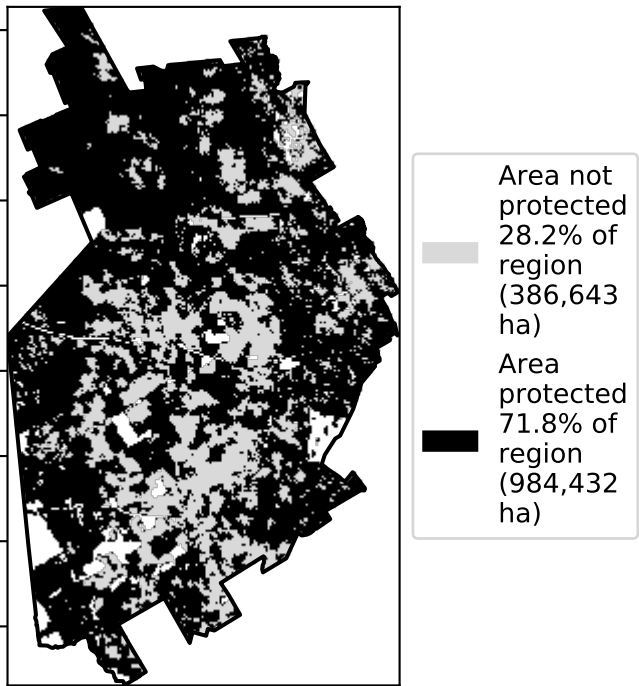 Area not
protected
28.2% of
region
(386,643
ha)
Area
protected
71.8% of
region
(984,432
ha)